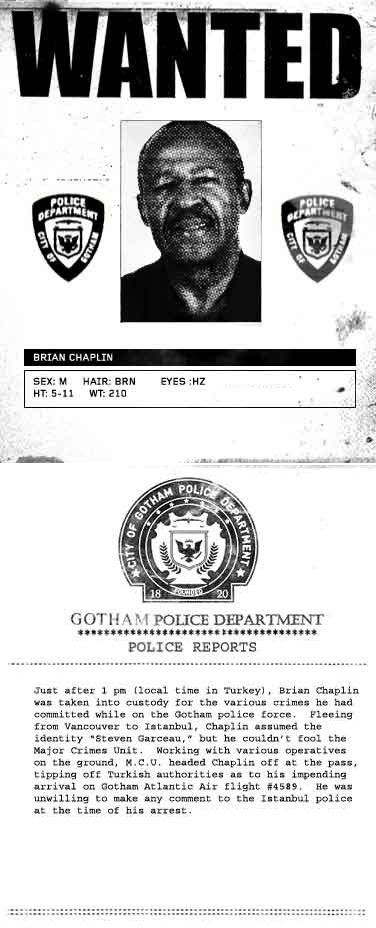 WANTED
POLICE
DEPARTMENT
CITY OF GOTHAM
POLICE
DEPARTMENT
CITY OF GOTHAM
BRIAN CHAPLIN
SEX: M HAIR: BRN EYES :HZ
HT: 5-11 WT: 210
CITY OF GOTHAM POLICE DEPARTMENT
FOUNDED
18 20
GOTHAM POLICE DEPARTMENT
************************************
POLICE REPORTS
Just after 1 pm (local time in Turkey), Brian Chaplin
was taken into custody for the various crimes he had
committed while on the Gotham police force. Fleeing
from Vancouver to Istanbul, Chaplin assumed the
identity "Steven Garceau," but he couldn't fool the
Major Crimes Unit. Working with various operatives
on the ground, M.C.U. headed Chaplin off at the pass,
tipping off Turkish authorities as to his impending
arrival on Gotham Atlantic Air flight #4589. He was
unwilling to make any comment to the Istanbul police
at the time of his arrest.